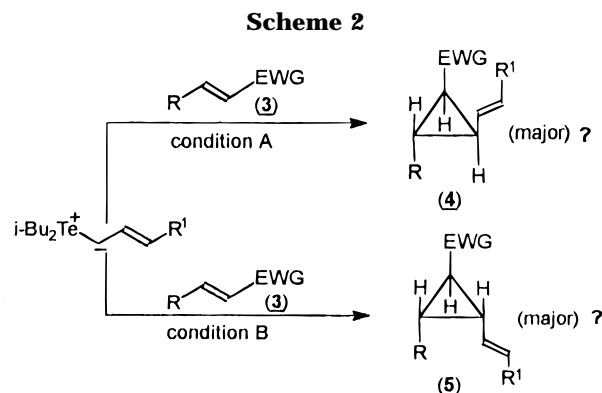 Scheme 2
R EWG
(3)
condition A
EWG
R¹
H
H
R
H
(major) ?
(4)
i-Bu₂Te⁺ R¹
R EWG
(3)
condition B
EWG
H
H
H
R
R¹
(major) ?
(5)